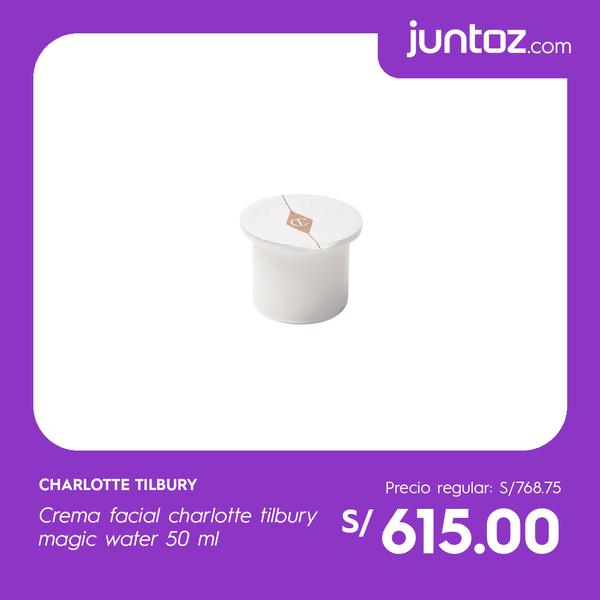 juntoz.com
CHARLOTTE TILBURY
Crema facial charlotte tilbury
magic water 50 ml
Precio regular: S/768.75
S/ 615.00